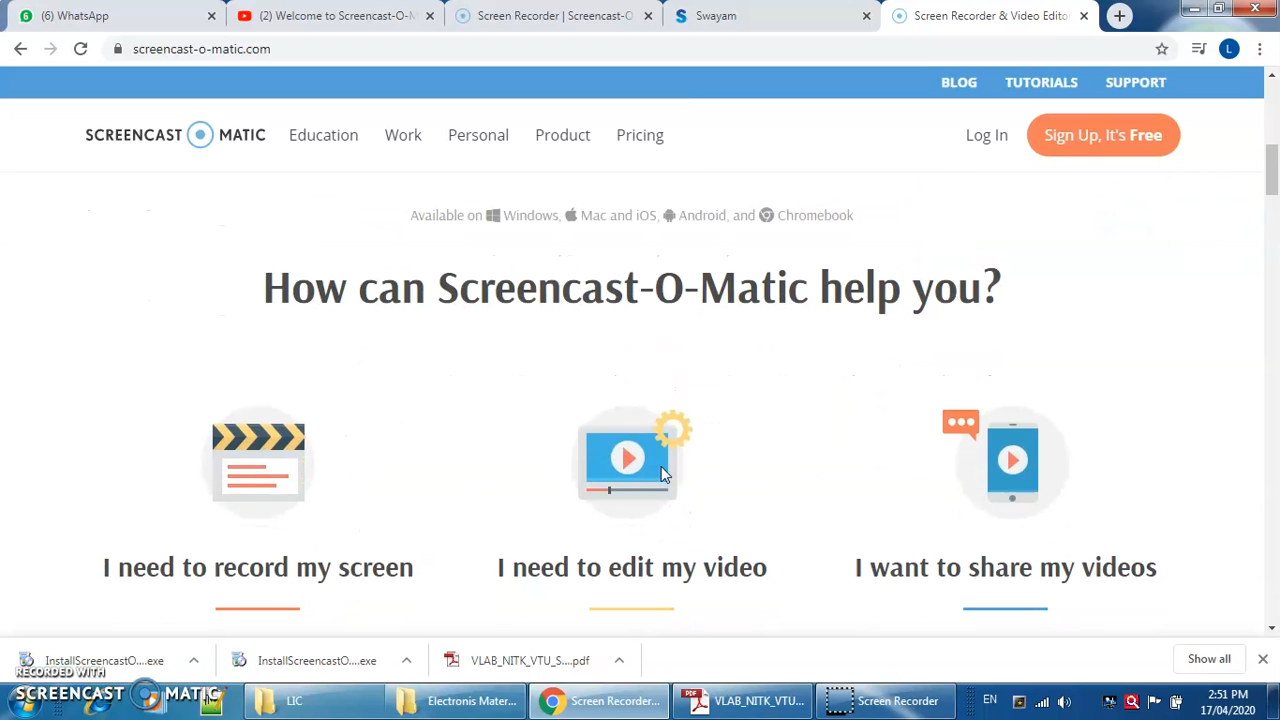 (6) WhatsApp
(2) Welcome to Screencast-O-M
Screen Recorder
Screencast-O
Swayam
Screen Recorder & Video Editor
screencast-o-matic.com
L
BLOG TUTORIALS SUPPORT
SCREENCAST MATIC Education Work Personal Product Pricing Log In Sign Up, It's Free
Available on Windows, Mac and iOS, Android, and Chromebook
How can Screencast-O-Matic help you?
I need to record my screen
I need to edit my video
I want to share my videos
InstallScreencastO....exe
InstallScreencastO....exe
VLAB_NITK_VTU_S....pdf
Show all
RECORDED WITH
SCREENCAST MATIC
LIC
Electronis Mater...
Screen Recorder...
VLAB_NITK_VTU...
Screen Recorder
EN
2:51 PM
17/04/2020